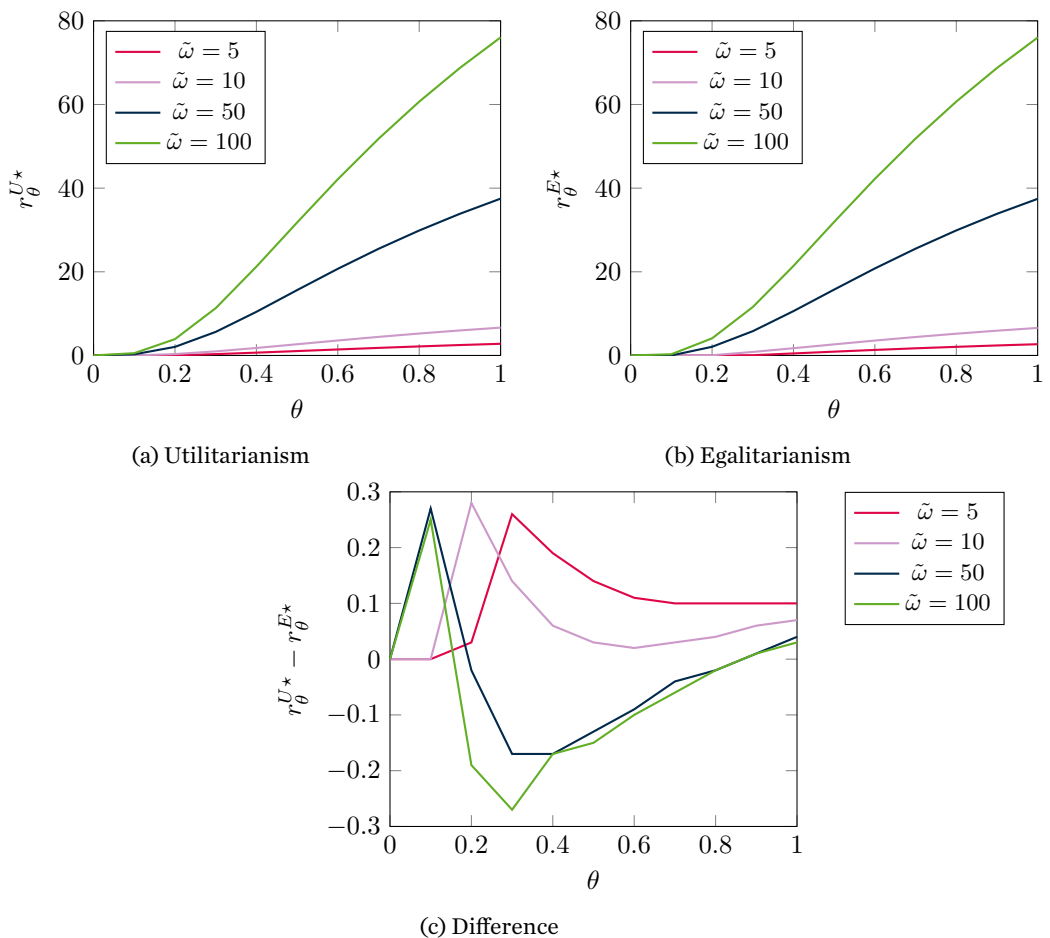 80
60
40
20
0
0
0.2
0.4
0.6
0.8
1
θ
r_θ^{U⋆}
ω̃ = 5
ω̃ = 10
ω̃ = 50
ω̃ = 100
(a) Utilitarianism
80
60
40
20
0
0
0.2
0.4
0.6
0.8
1
θ
r_θ^{E⋆}
ω̃ = 5
ω̃ = 10
ω̃ = 50
ω̃ = 100
(b) Egalitarianism
0.3
0.2
0.1
0
−0.1
−0.2
−0.3
0
0.2
0.4
0.6
0.8
1
θ
r_θ^{U⋆} − r_θ^{E⋆}
ω̃ = 5
ω̃ = 10
ω̃ = 50
ω̃ = 100
(c) Difference